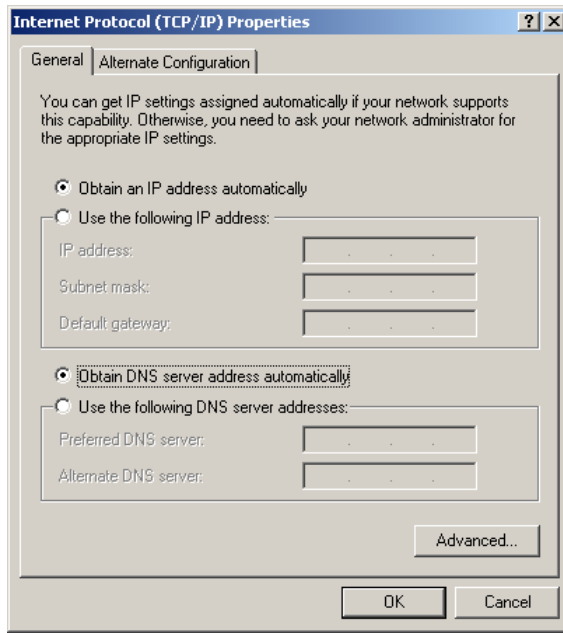 Internet Protocol (TCP/IP) Properties
General Alternate Configuration
You can get IP settings assigned automatically if your network supports
this capability. Otherwise, you need to ask your network administrator for
the appropriate IP settings.
Obtain an IP address automatically
Use the following IP address:
IP address:
Subnet mask:
Default gateway:
Obtain DNS server address automatically
Use the following DNS server addresses:
Preferred DNS server:
Alternate DNS server:
Advanced...
OK Cancel